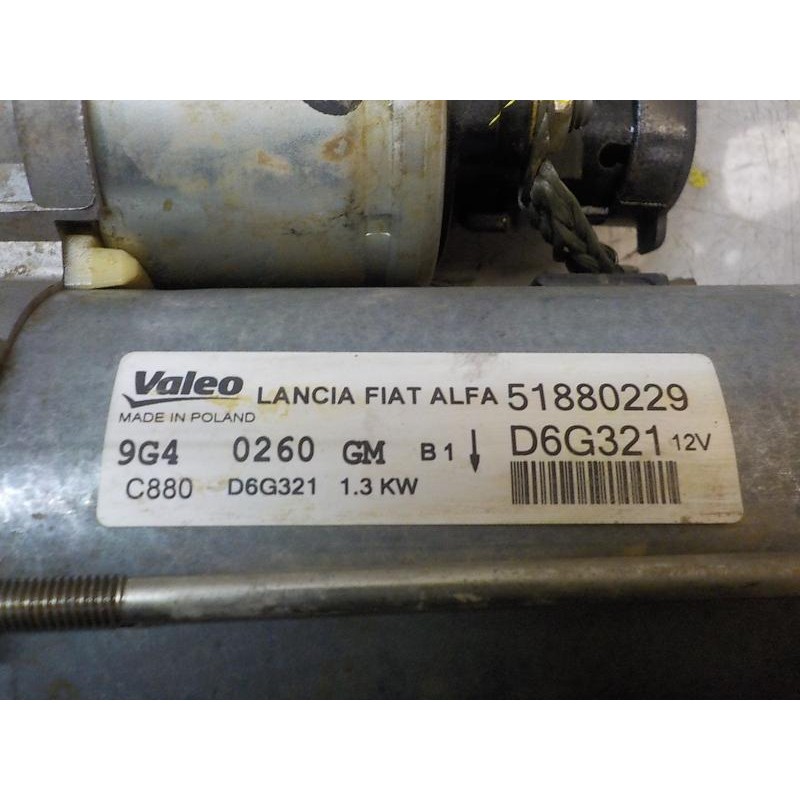 Valeo LANCIA FIAT ALFA 51880229
MADE IN POLAND
9G4 0260 GM B1 D6G321 12V
C880 D6G321 1.3 KW